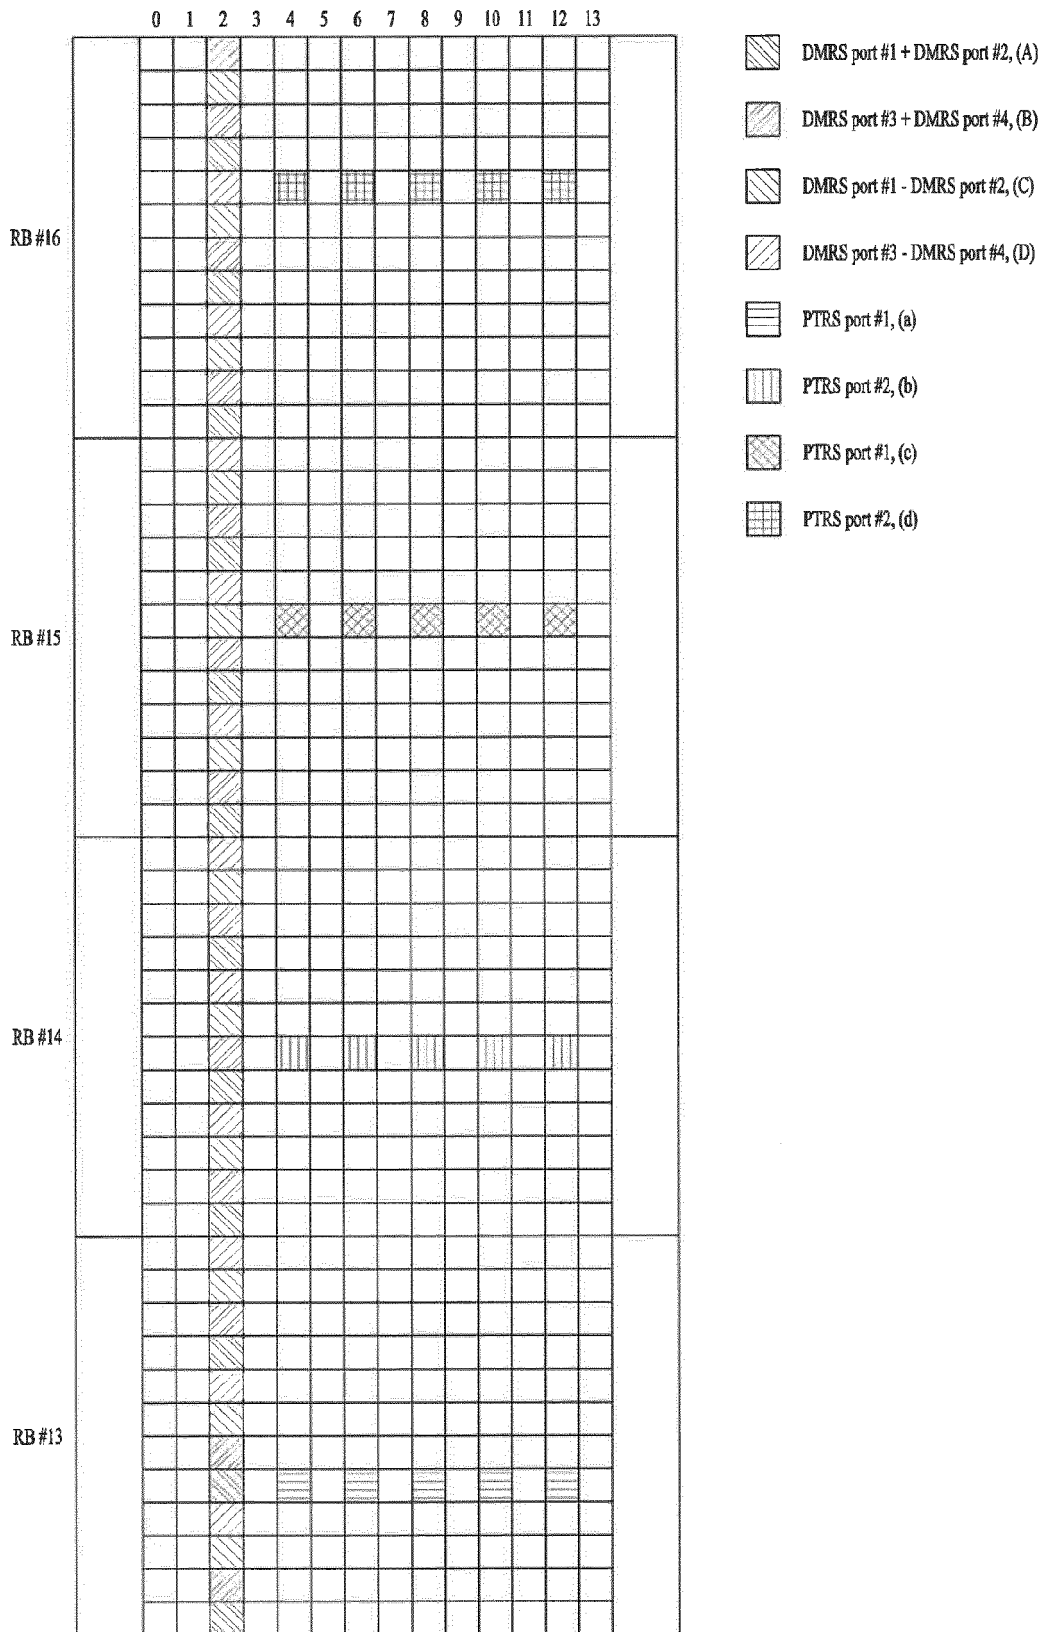 0 1 2 3 4 5 6 7 8 9 10 11 12 13
DMRS port #1 + DMRS port #2, (A)
DMRS port #3 + DMRS port #4, (B)
DMRS port #1 - DMRS port #2, (C)
DMRS port #3 - DMRS port #4, (D)
PTRS port #1, (a)
PTRS port #2, (b)
PTRS port #1, (c)
PTRS port #2, (d)
RB #16
RB #15
RB #14
RB #13